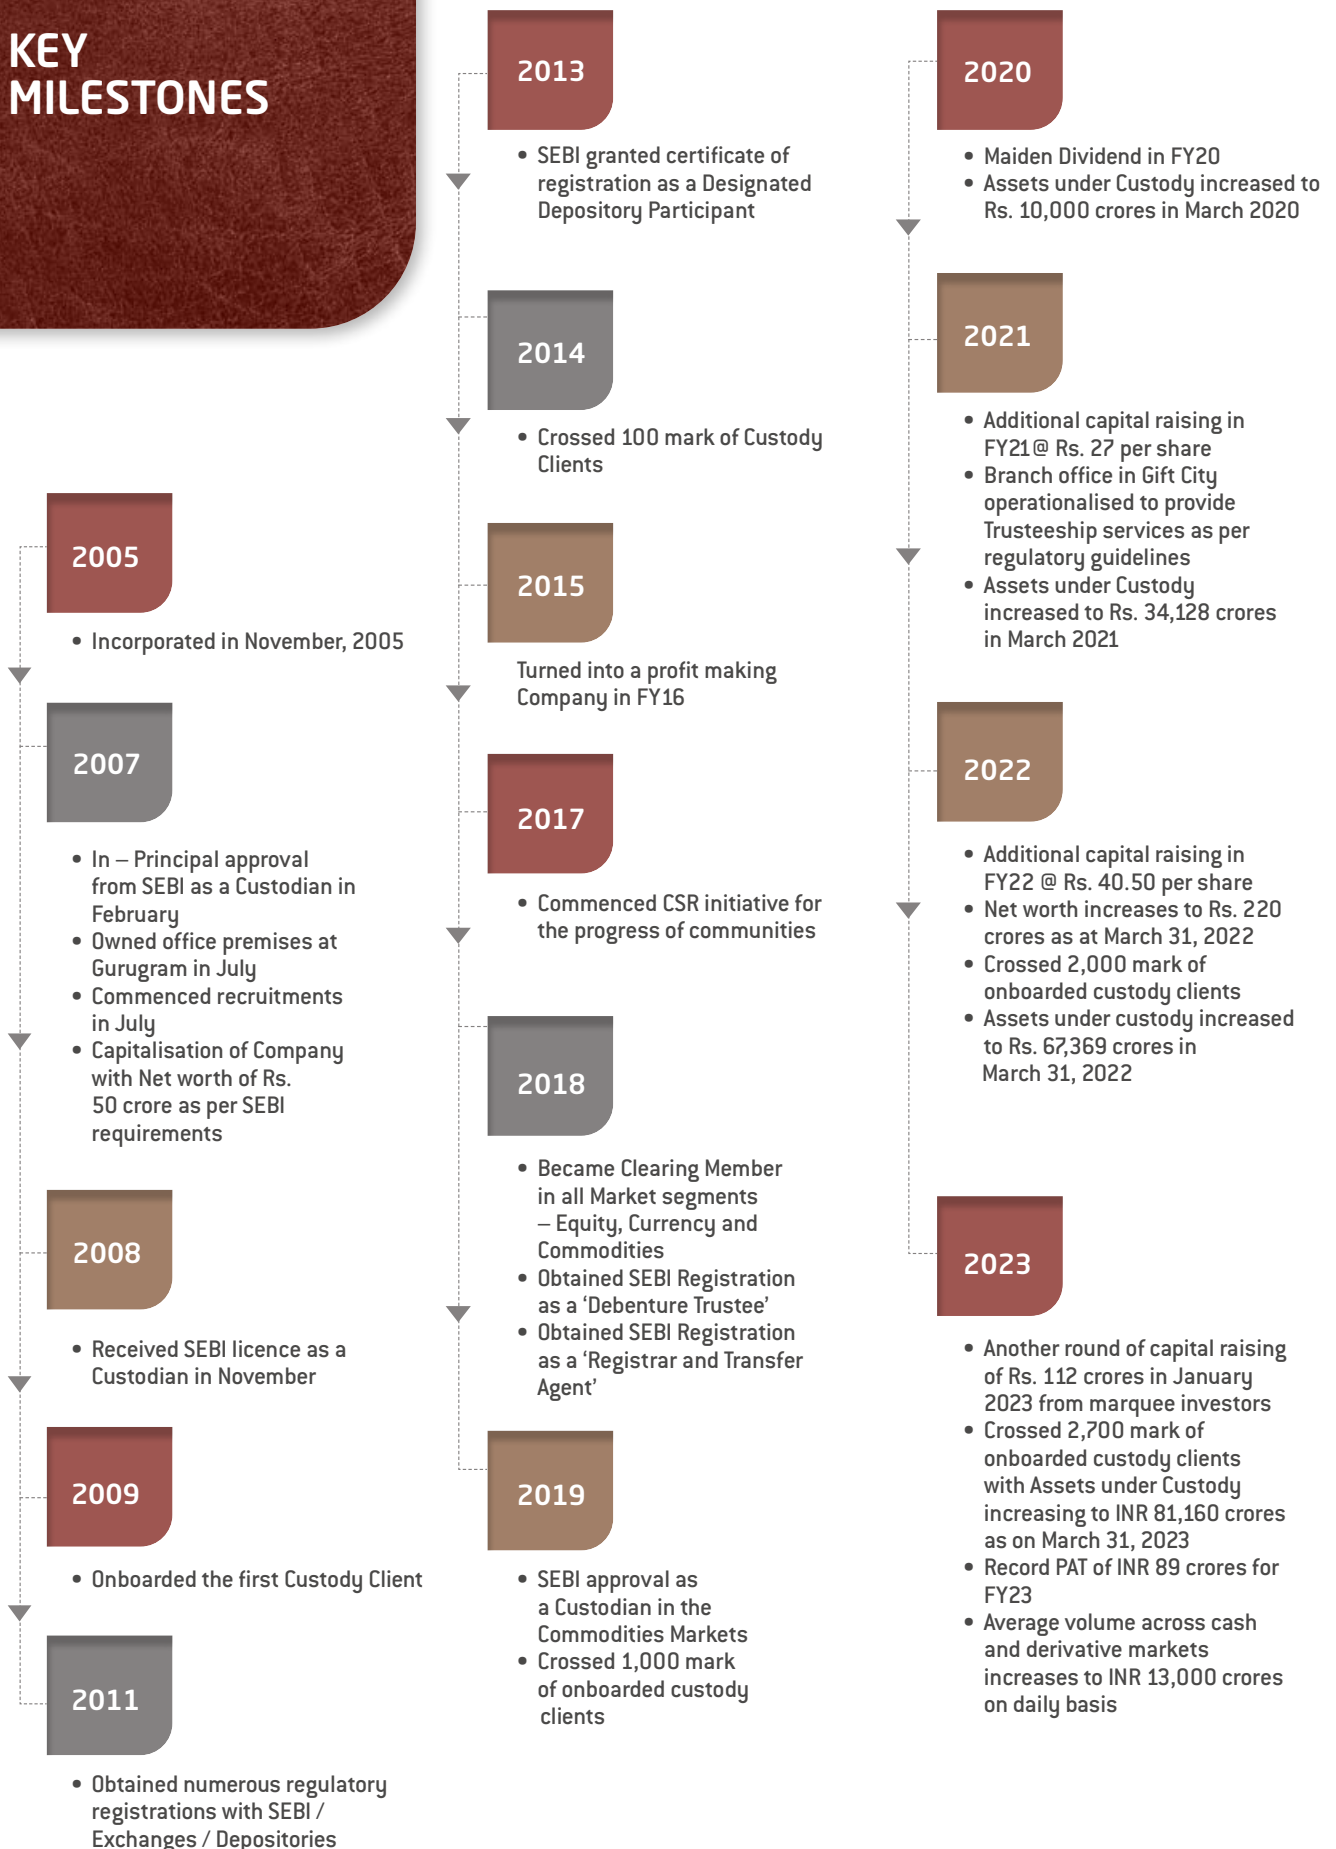 KEY
MILESTONES
2005
• Incorporated in November, 2005
2007
• In – Principal approval
from SEBI as a Custodian in
February
• Owned office premises at
Gurugram in July
• Commenced recruitments
in July
• Capitalisation of Company
with Net worth of Rs.
50 crore as per SEBI
requirements
2008
• Received SEBI licence as a
Custodian in November
2009
• Onboarded the first Custody Client
2011
• Obtained numerous regulatory
registrations with SEBI /
Exchanges / Depositories
2013
• SEBI granted certificate of
registration as a Designated
Depository Participant
2014
• Crossed 100 mark of Custody
Clients
2015
Turned into a profit making
Company in FY16
2017
• Commenced CSR initiative for
the progress of communities
2018
• Became Clearing Member
in all Market segments
– Equity, Currency and
Commodities
• Obtained SEBI Registration
as a ‘Debenture Trustee’
• Obtained SEBI Registration
as a ‘Registrar and Transfer
Agent’
2019
• SEBI approval as
a Custodian in the
Commodities Markets
• Crossed 1,000 mark
of onboarded custody
clients
2020
• Maiden Dividend in FY20
• Assets under Custody increased to
Rs. 10,000 crores in March 2020
2021
• Additional capital raising in
FY21@ Rs. 27 per share
• Branch office in Gift City
operationalised to provide
Trusteeship services as per
regulatory guidelines
• Assets under Custody
increased to Rs. 34,128 crores
in March 2021
2022
• Additional capital raising in
FY22 @ Rs. 40.50 per share
• Net worth increases to Rs. 220
crores as at March 31, 2022
• Crossed 2,000 mark of
onboarded custody clients
• Assets under custody increased
to Rs. 67,369 crores in
March 31, 2022
2023
• Another round of capital raising
of Rs. 112 crores in January
2023 from marquee investors
• Crossed 2,700 mark of
onboarded custody clients
with Assets under Custody
increasing to INR 81,160 crores
as on March 31, 2023
• Record PAT of INR 89 crores for
FY23
• Average volume across cash
and derivative markets
increases to INR 13,000 crores
on daily basis